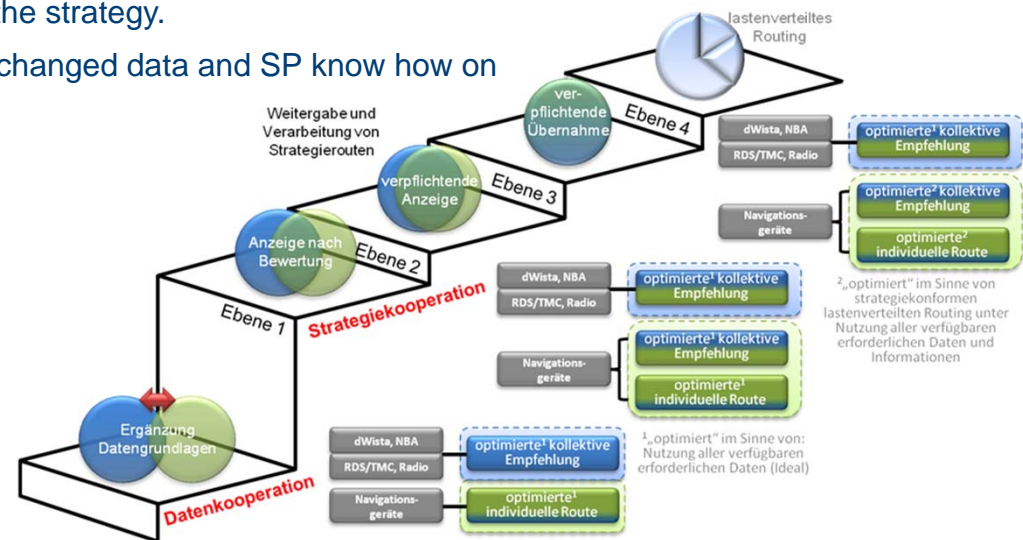 the strategy.
changed data and SP know how on
lastenverteiltes
Routing
ver-
pflichtende
Übernahme
Ebene 4
Weitergabe und
Verarbeitung von
Strategierouten
verpflichtende
Anzeige
Ebene 3
Anzeige nach
Bewertung
Ebene 2
Ebene 1
Strategiekooperation
Ergänzung
Datengrundlagen
Datenkooperation
dWista, NBA
RDS/TMC, Radio
optimierte¹ kollektive
Empfehlung
Navigations-
geräte
optimierte² kollektive
Empfehlung
optimierte²
individuelle Route
²„optimiert" im Sinne von
strategiekonformen
lastenverteilten Routing unter
Nutzung aller verfügbaren
erforderlichen Daten und
Informationen
dWista, NBA
RDS/TMC, Radio
optimierte¹ kollektive
Empfehlung
Navigations-
geräte
optimierte¹ kollektive
Empfehlung
optimierte¹
individuelle Route
¹„optimiert" im Sinne von:
Nutzung aller verfügbaren
erforderlichen Daten (Ideal)
dWista, NBA
RDS/TMC, Radio
optimierte¹ kollektive
Empfehlung
Navigations-
geräte
optimierte¹
individuelle Route